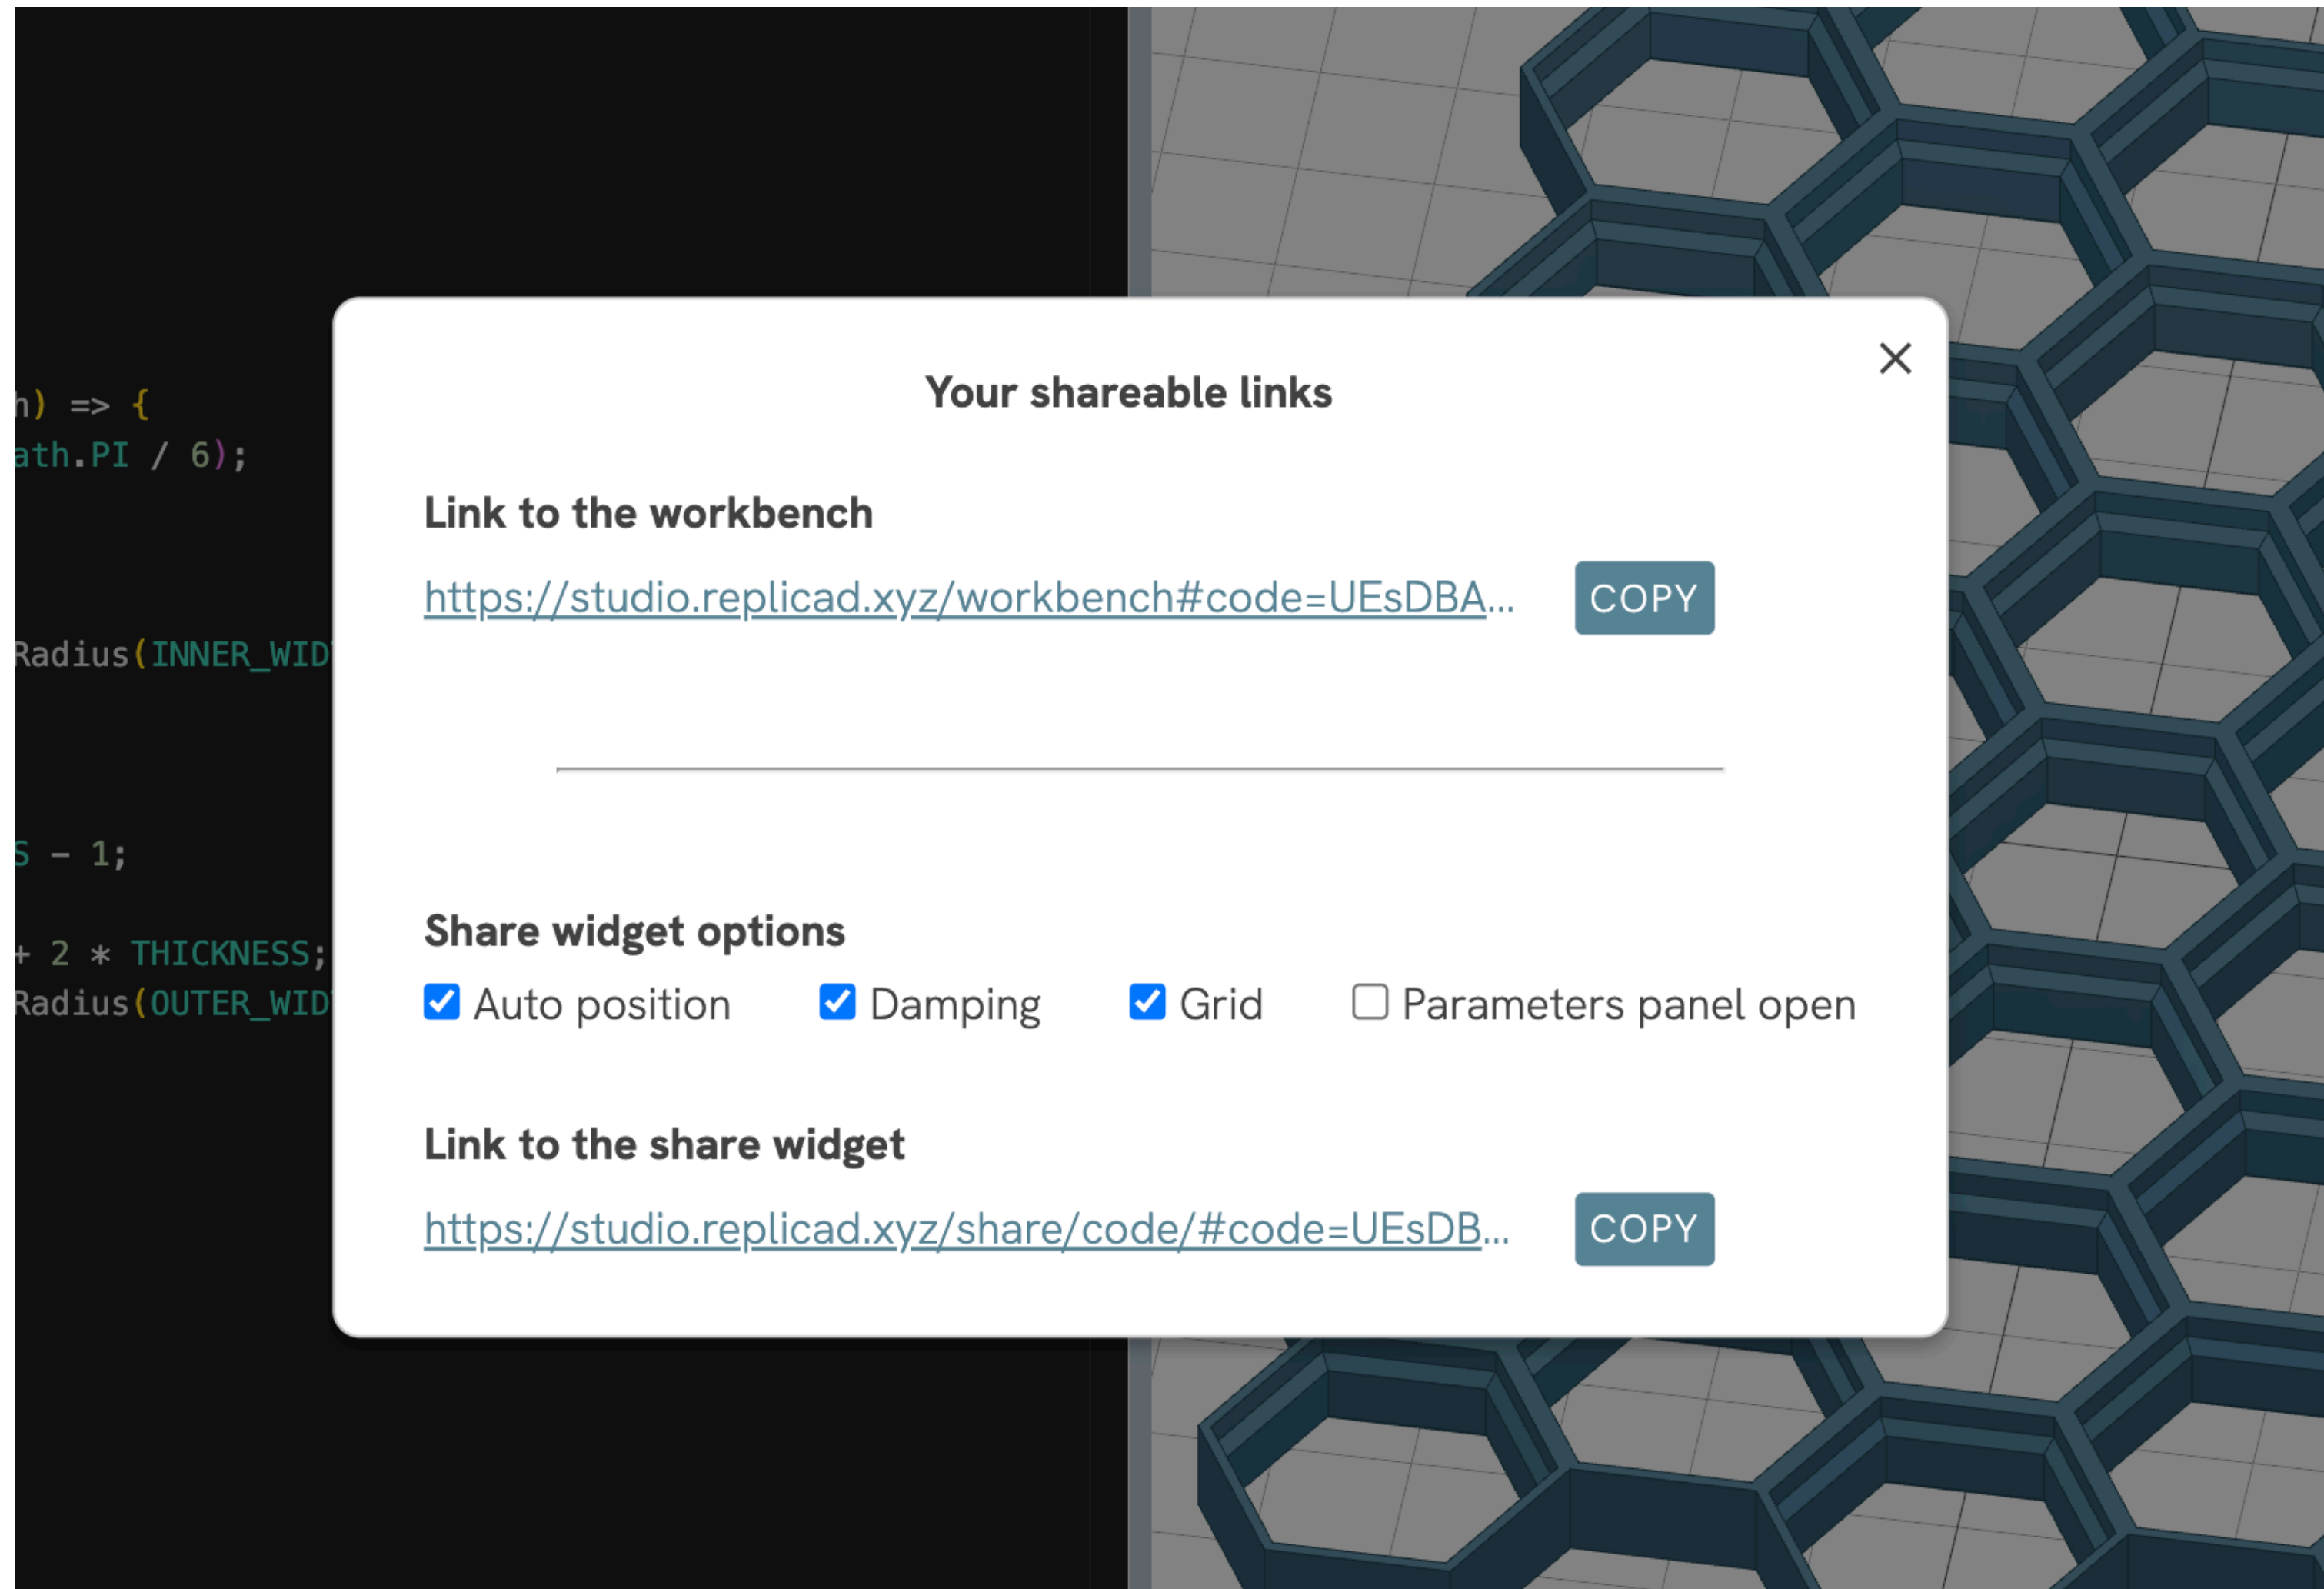 Your shareable links
Link to the workbench
https://studio.replicad.xyz/workbench#code=UEsDBA...
COPY
Share widget options
Auto position
Damping
Grid
Parameters panel open
Link to the share widget
https://studio.replicad.xyz/share/code/#code=UEsDB...
COPY
h) => {
ath.PI / 6);
Radius(INNER_WID
S - 1;
+ 2 * THICKNESS;
Radius(OUTER_WID